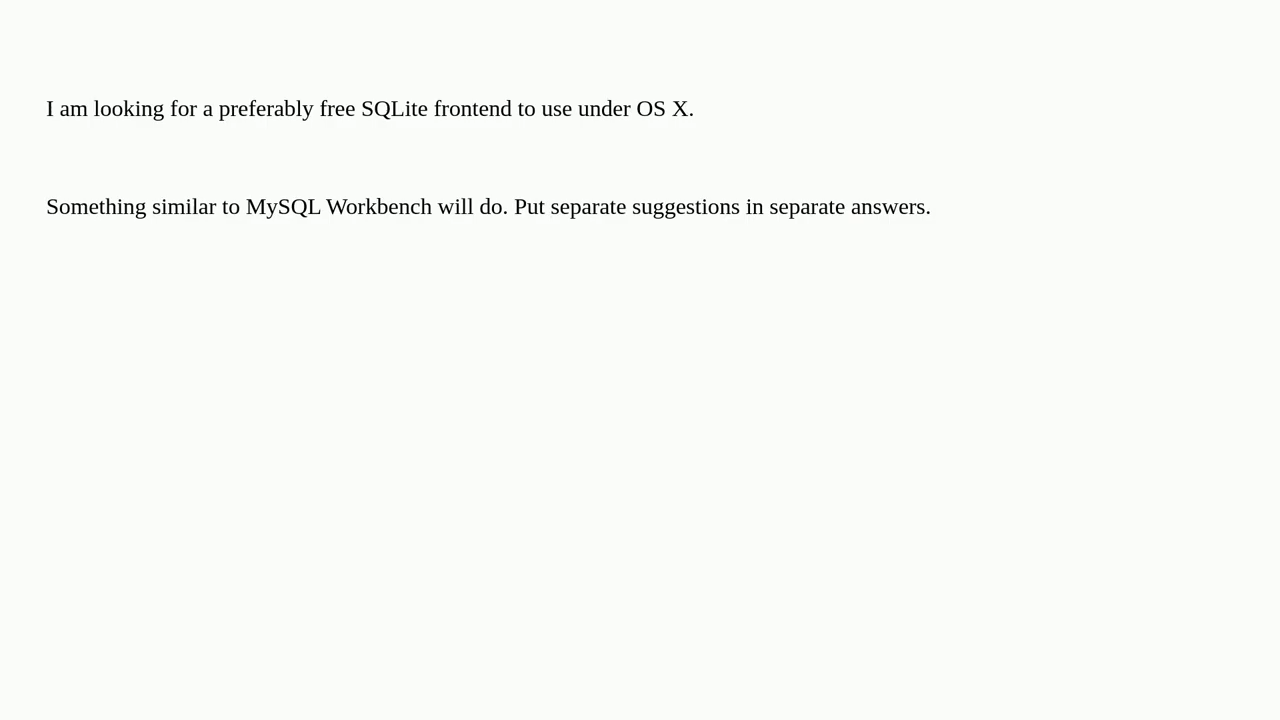 I am looking for a preferably free SQLite frontend to use under OS X.
Something similar to MySQL Workbench will do. Put separate suggestions in separate answers.